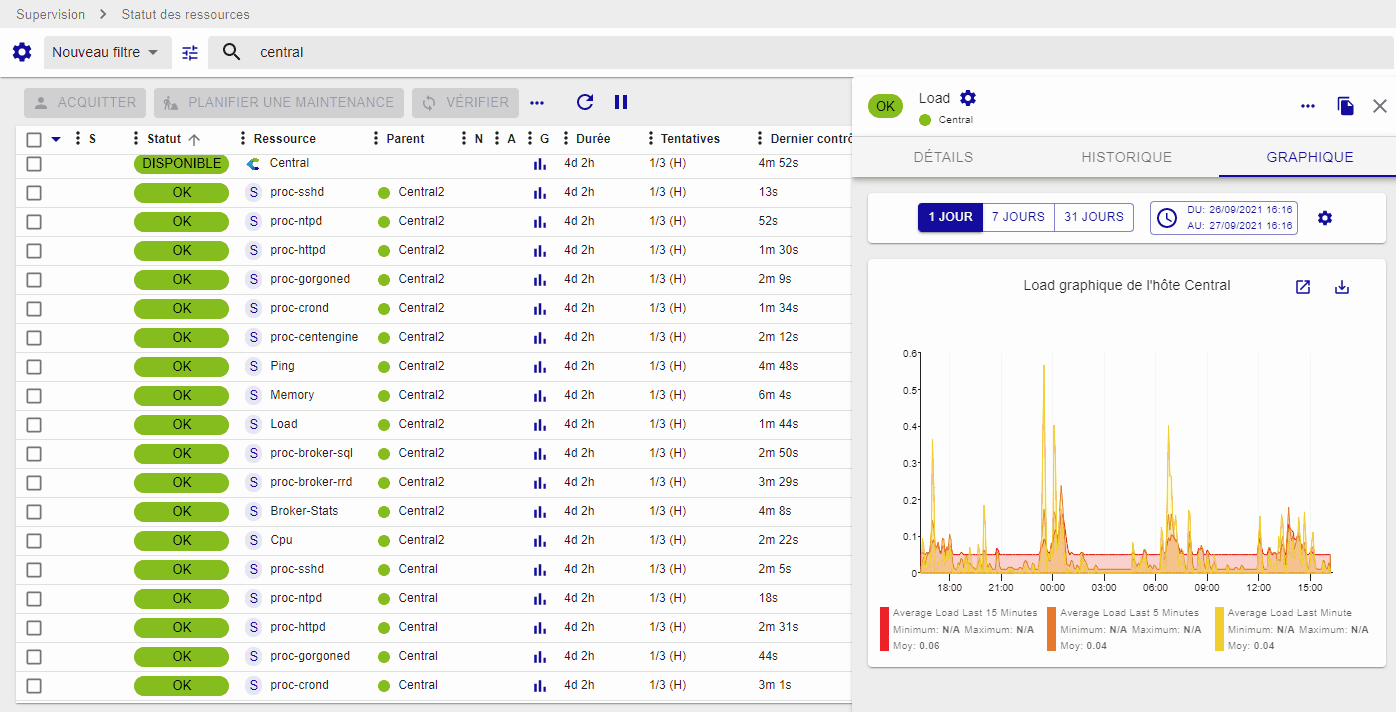 Supervision > Statut des ressources
Nouveau filtre central
ACQUITTER PLANIFIER UNE MAINTENANCE VÉRIFIER
S Statut Ressource Parent N A G Durée Tentatives Dernier contrô
DISPONIBLE Central 4d 2h 1/3 (H) 4m 52s
OK S proc-sshd Central2 4d 2h 1/3 (H) 13s
OK S proc-ntpd Central2 4d 2h 1/3 (H) 52s
OK S proc-httpd Central2 4d 2h 1/3 (H) 1m 30s
OK S proc-gorgoned Central2 4d 2h 1/3 (H) 2m 9s
OK S proc-crond Central2 4d 2h 1/3 (H) 1m 34s
OK S proc-centengine Central2 4d 2h 1/3 (H) 2m 12s
OK S Ping Central2 4d 2h 1/3 (H) 4m 48s
OK S Memory Central2 4d 2h 1/3 (H) 6m 4s
OK S Load Central2 4d 2h 1/3 (H) 1m 44s
OK S proc-broker-sql Central2 4d 2h 1/3 (H) 2m 50s
OK S proc-broker-rrd Central2 4d 2h 1/3 (H) 3m 29s
OK S Broker-Stats Central2 4d 2h 1/3 (H) 4m 8s
OK S Cpu Central2 4d 2h 1/3 (H) 2m 22s
OK S proc-sshd Central 4d 2h 1/3 (H) 2m 5s
OK S proc-ntpd Central 4d 2h 1/3 (H) 18s
OK S proc-httpd Central 4d 2h 1/3 (H) 2m 31s
OK S proc-gorgoned Central 4d 2h 1/3 (H) 44s
OK S proc-crond Central 4d 2h 1/3 (H) 3m 1s
OK Load
Central
DÉTAILS HISTORIQUE GRAPHIQUE
1 JOUR 7 JOURS 31 JOURS
DU: 26/09/2021 16:16
AU: 27/09/2021 16:16
Load graphique de l'hôte Central
0.6
0.5
0.4
0.3
0.2
0.1
0
18:00 21:00 00:00 03:00 06:00 09:00 12:00 15:00
Average Load Last 15 Minutes Average Load Last 5 Minutes Average Load Last Minute
Minimum: N/A Maximum: N/A Minimum: N/A Maximum: N/A Minimum: N/A Maximum: N/A
Moy: 0.06 Moy: 0.04 Moy: 0.04